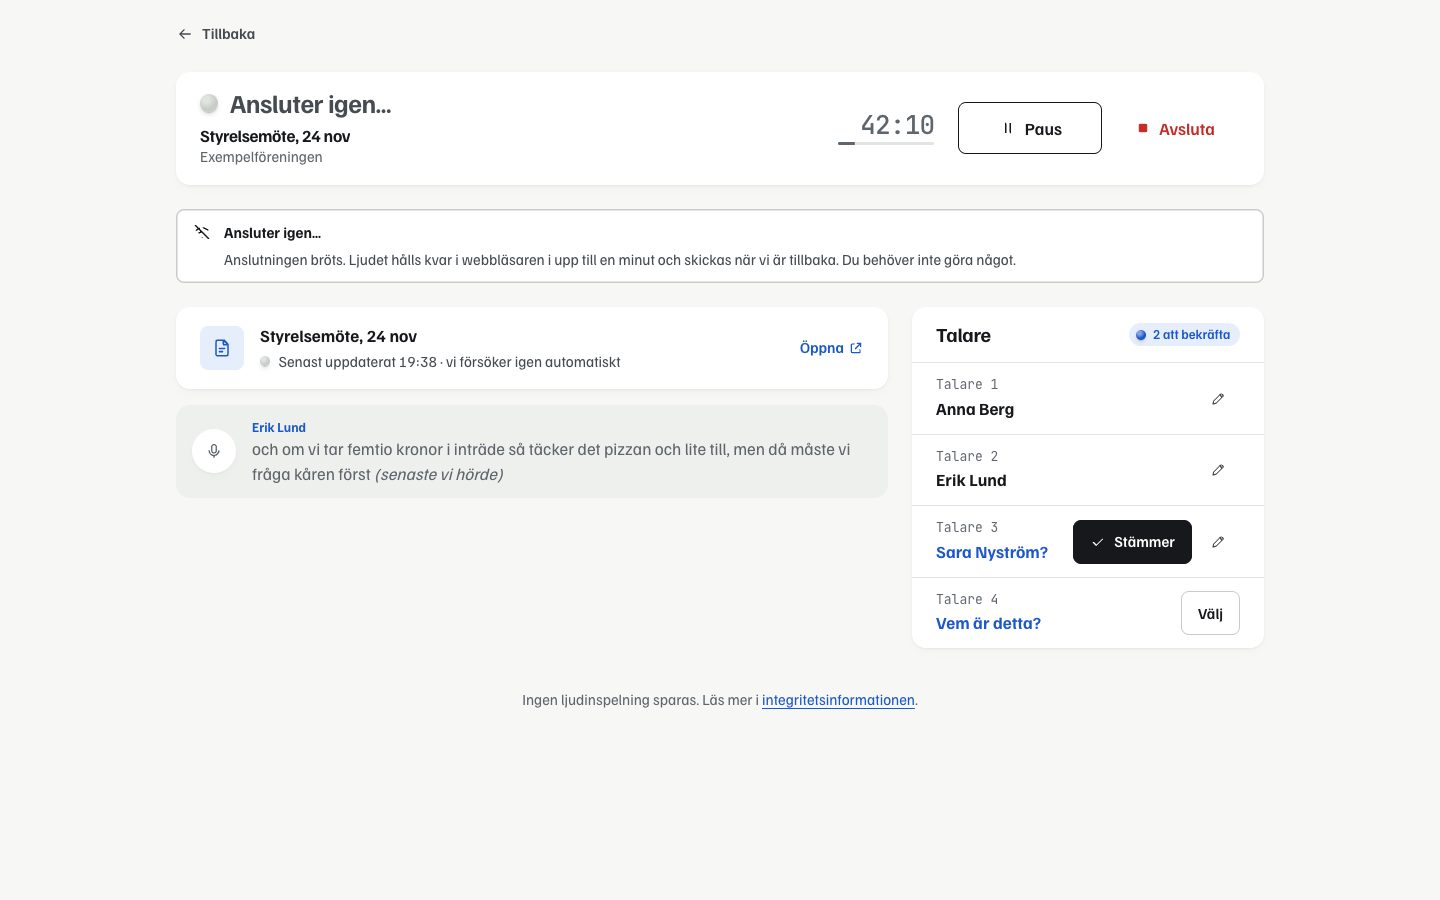 Tillbaka
Ansluter igen...
Styrelsemöte, 24 nov
Exempelföreningen
42:10
Paus
Avsluta
Ansluter igen...
Anslutningen bröts. Ljudet hålls kvar i webbläsaren i upp till en minut och skickas när vi är tillbaka. Du behöver inte göra något.
Styrelsemöte, 24 nov
Senast uppdaterat 19:38 · vi försöker igen automatiskt
Öppna
Erik Lund
och om vi tar femtio kronor i inträde så täcker det pizzan och lite till, men då måste vi
fråga kåren först (senaste vi hörde)
Talare
2 att bekräfta
Talare 1
Anna Berg
Talare 2
Erik Lund
Talare 3
Sara Nyström?
Stämmer
Talare 4
Vem är detta?
Välj
Ingen ljudinspelning sparas. Läs mer i integritetsinformationen.